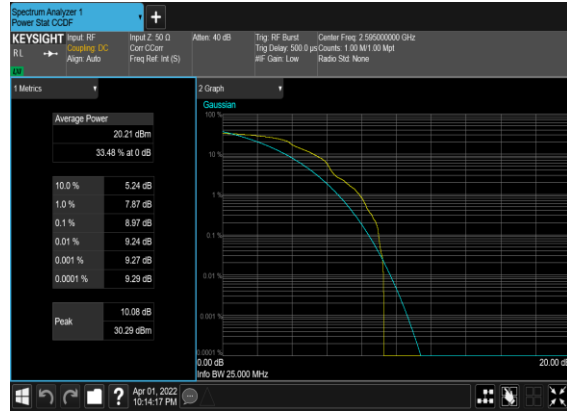 Spectrum Analyzer 1
Power Stat CCDF
+
KEYSIGHT
RL
Input: RF
Coupling: DC
Align: Auto
Input Z: 50 Ω
Corr CCorr
Freq Ref: Int (S)
Atten: 40 dB
Trig: RF Burst
Trig Delay: 500.0 µs
#IF Gain: Low
Center Freq: 2.595000000 GHz
Counts: 1.00 M/1.00 Mpt
Radio Std: None
1 Metrics
Average Power
20.21 dBm
33.48 % at 0 dB
10.0 % 5.24 dB
1.0 % 7.87 dB
0.1 % 8.97 dB
0.01 % 9.24 dB
0.001 % 9.27 dB
0.0001 % 9.29 dB
Peak
10.08 dB
30.29 dBm
2 Graph
Gaussian
100 %
10 %
1 %
0.1 %
0.01 %
0.001 %
0.0001 %
0.00 dB
20.00 dB
Info BW 25.000 MHz
?
Apr 01, 2022
10:14:17 PM